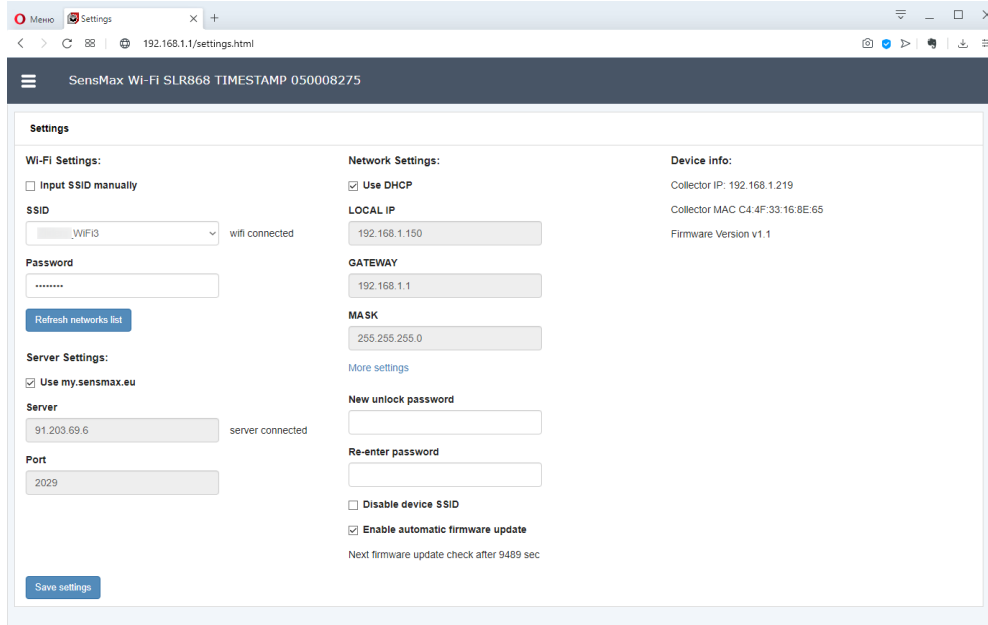 Меню
Settings
192.168.1.1/settings.html
SensMax Wi-Fi SLR868 TIMESTAMP 050008275
Settings
Wi-Fi Settings:
Input SSID manually
SSID
_WiFi3
wifi connected
Password
••••••••
Refresh networks list
Server Settings:
Use my.sensmax.eu
Server
91.203.69.6
server connected
Port
2029
Network Settings:
Use DHCP
LOCAL IP
192.168.1.150
GATEWAY
192.168.1.1
MASK
255.255.255.0
More settings
New unlock password
Re-enter password
Disable device SSID
Enable automatic firmware update
Next firmware update check after 9489 sec
Device info:
Collector IP: 192.168.1.219
Collector MAC C4:4F:33:16:8E:65
Firmware Version v1.1
Save settings